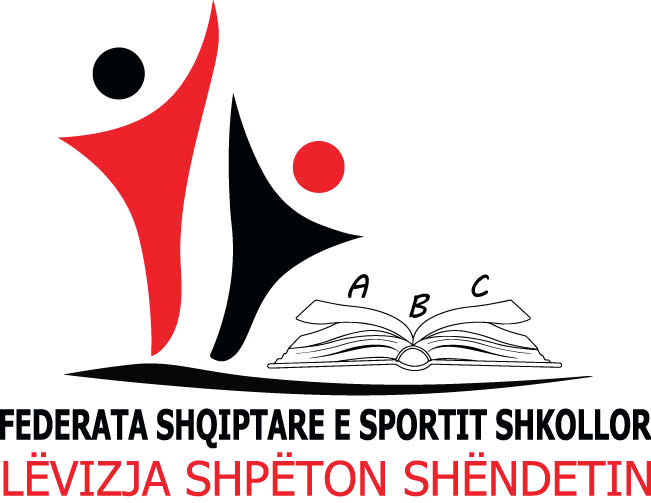 A B C
FEDERATA SHQIPTARE E SPORTIT SHKOLLOR
LËVIZJA SHPËTON SHËNDETIN